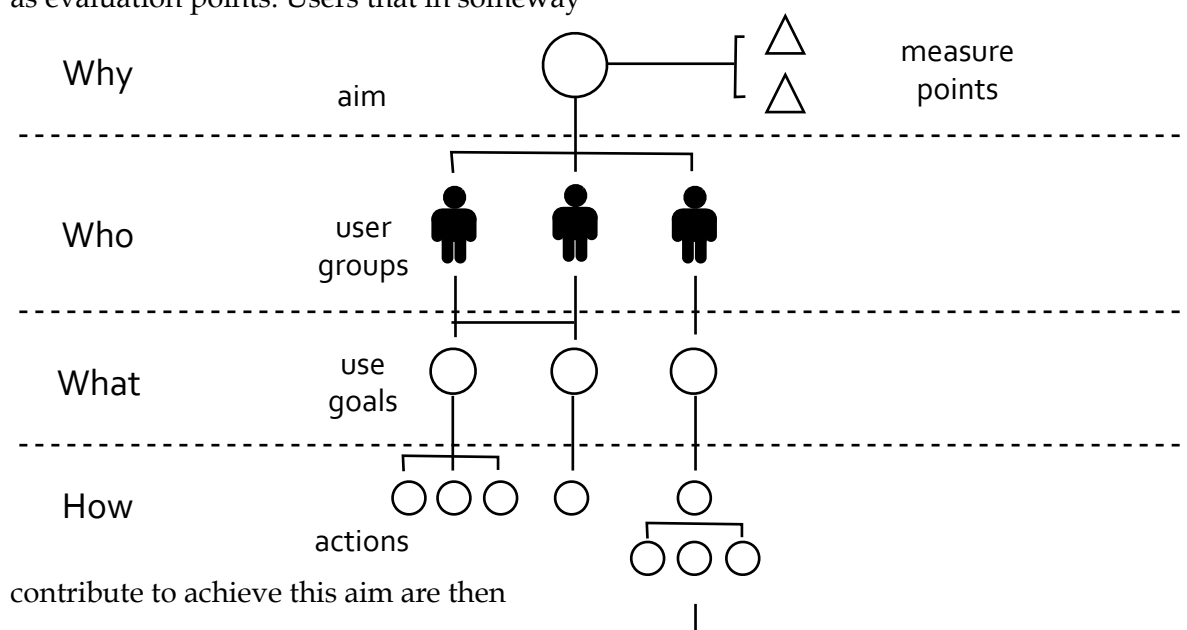 as evaluation points. Users that in someway
Why
aim
measure
points
Who
user
groups
What
use
goals
How
actions
contribute to achieve this aim are then